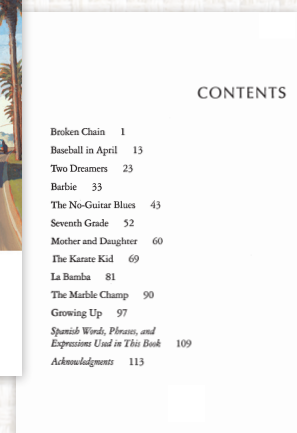 CONTENTS
Broken Chain 1
Baseball in April 13
Two Dreamers 23
Barbie 33
The No-Guitar Blues 43
Seventh Grade 52
Mother and Daughter 60
The Karate Kid 69
La Bamba 81
The Marble Champ 90
Growing Up 97
Spanish Words, Phrases, and
Expressions Used in This Book 109
Acknowledgments 113